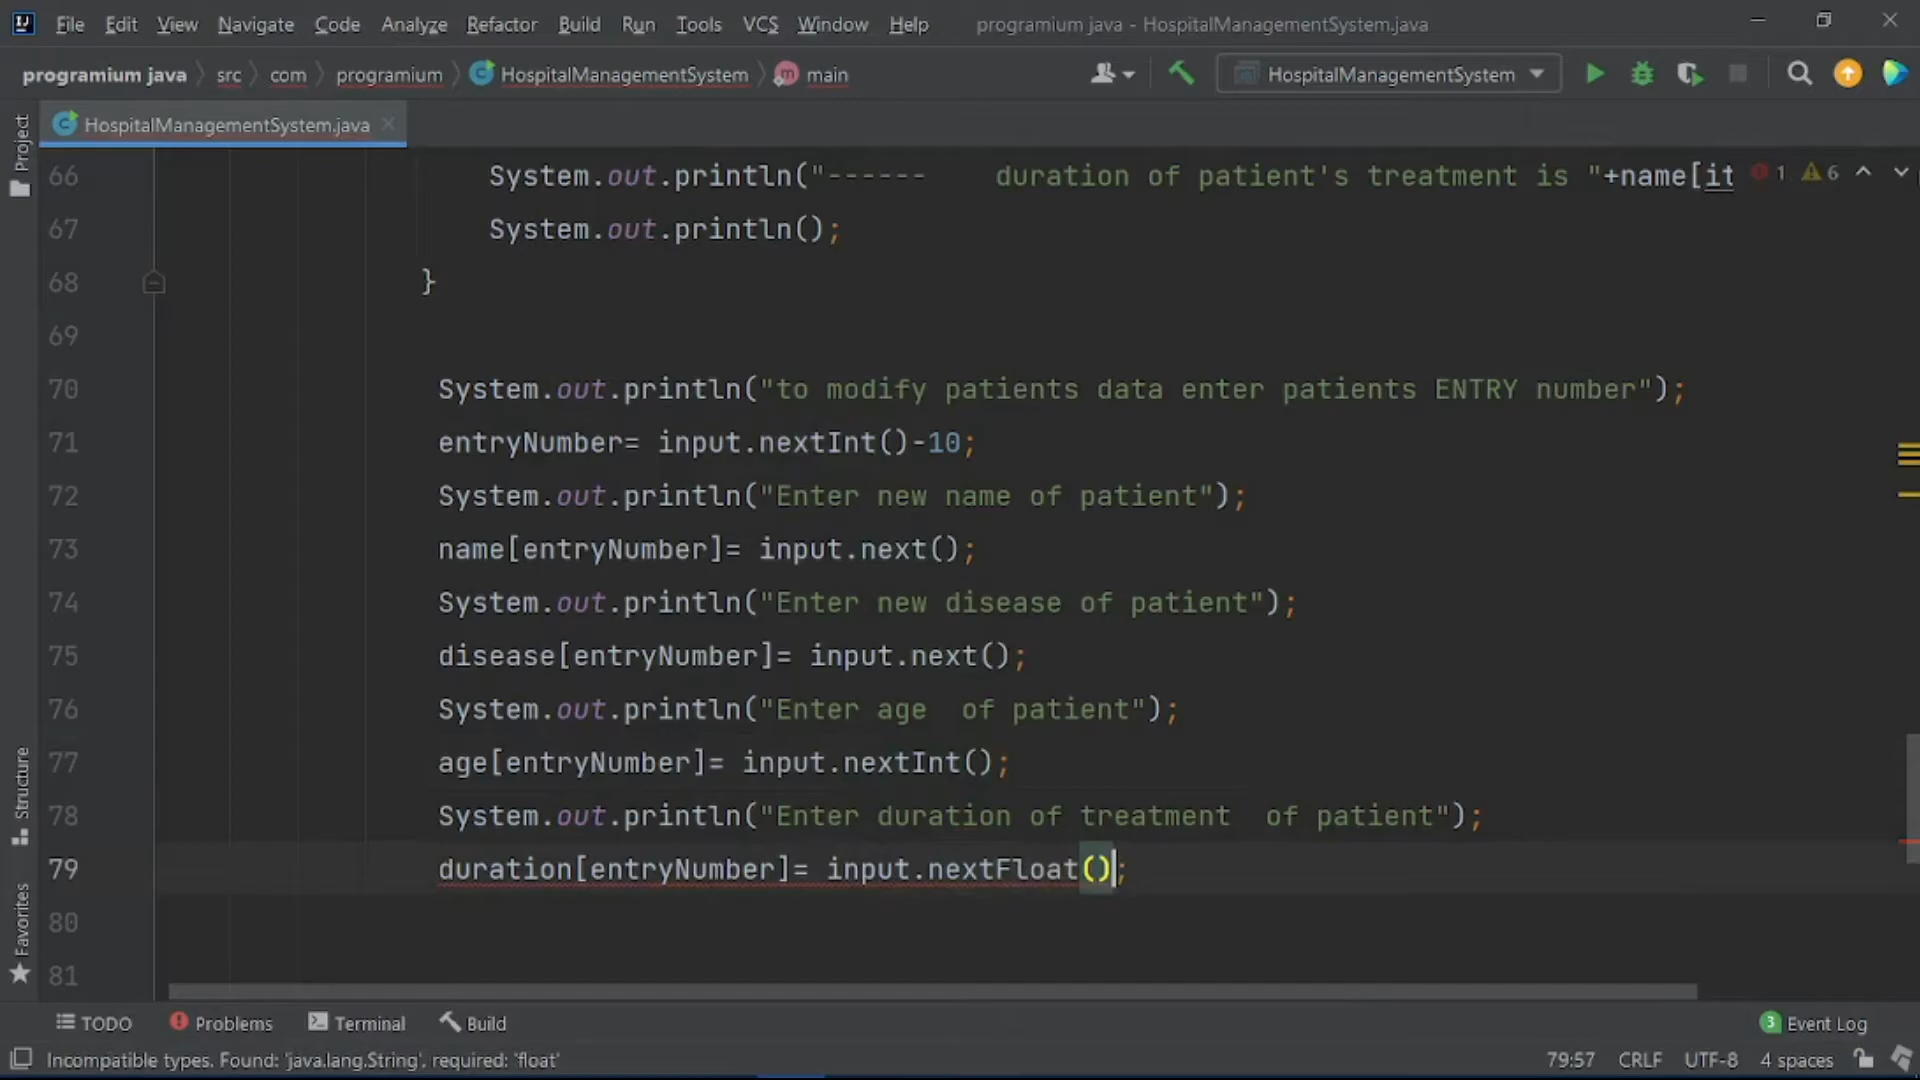 File Edit View Navigate Code Analyze Refactor Build Run Tools VCS Window Help programium java - HospitalManagementSystem.java
programium java src com programium HospitalManagementSystem main HospitalManagementSystem
HospitalManagementSystem.java
Project
66 System.out.println("------    duration of patient's treatment is "+name[it 1 6
67 System.out.println();
68 }
69
70 System.out.println("to modify patients data enter patients ENTRY number");
71 entryNumber= input.nextInt()-10;
72 System.out.println("Enter new name of patient");
73 name[entryNumber]= input.next();
74 System.out.println("Enter new disease of patient");
75 disease[entryNumber]= input.next();
76 System.out.println("Enter age  of patient");
77 age[entryNumber]= input.nextInt();
78 System.out.println("Enter duration of treatment  of patient");
79 duration[entryNumber]= input.nextFloat();
80
81
Structure
Favorites
TODO Problems Terminal Build 3 Event Log
Incompatible types. Found: 'java.lang.String', required: 'float' 79:57 CRLF UTF-8 4 spaces